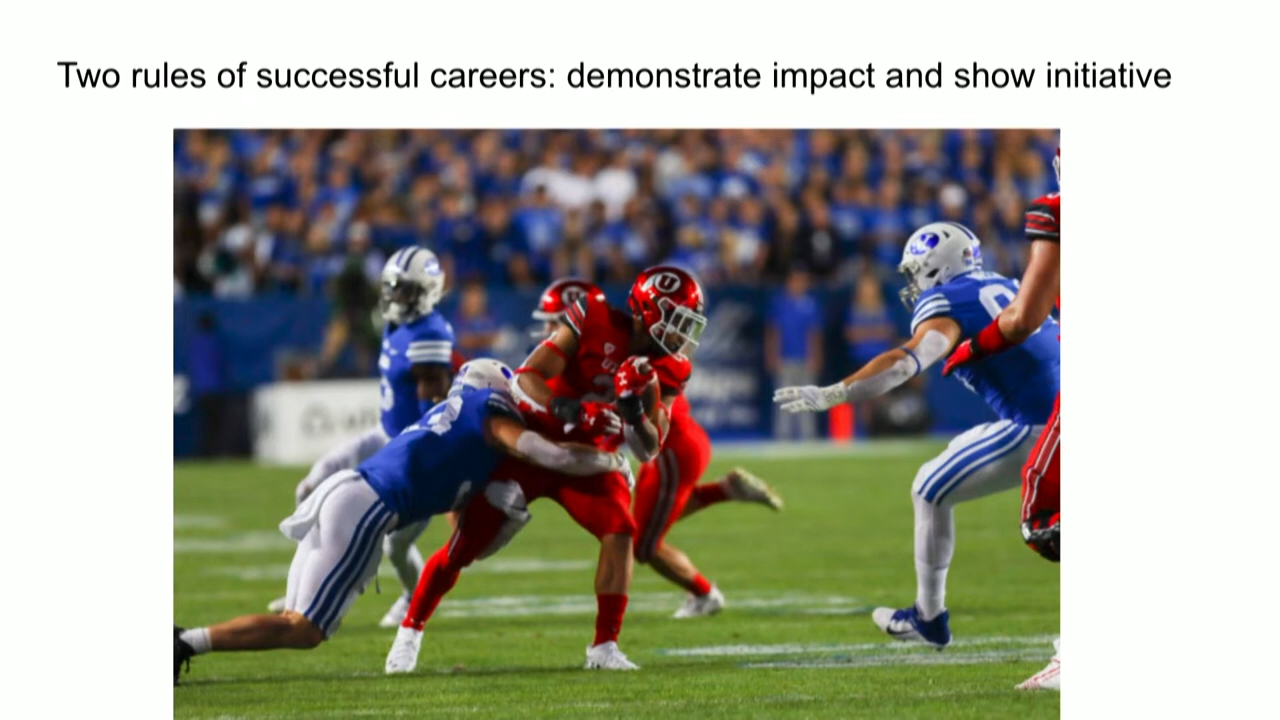 Two rules of successful careers: demonstrate impact and show initiative
U
U